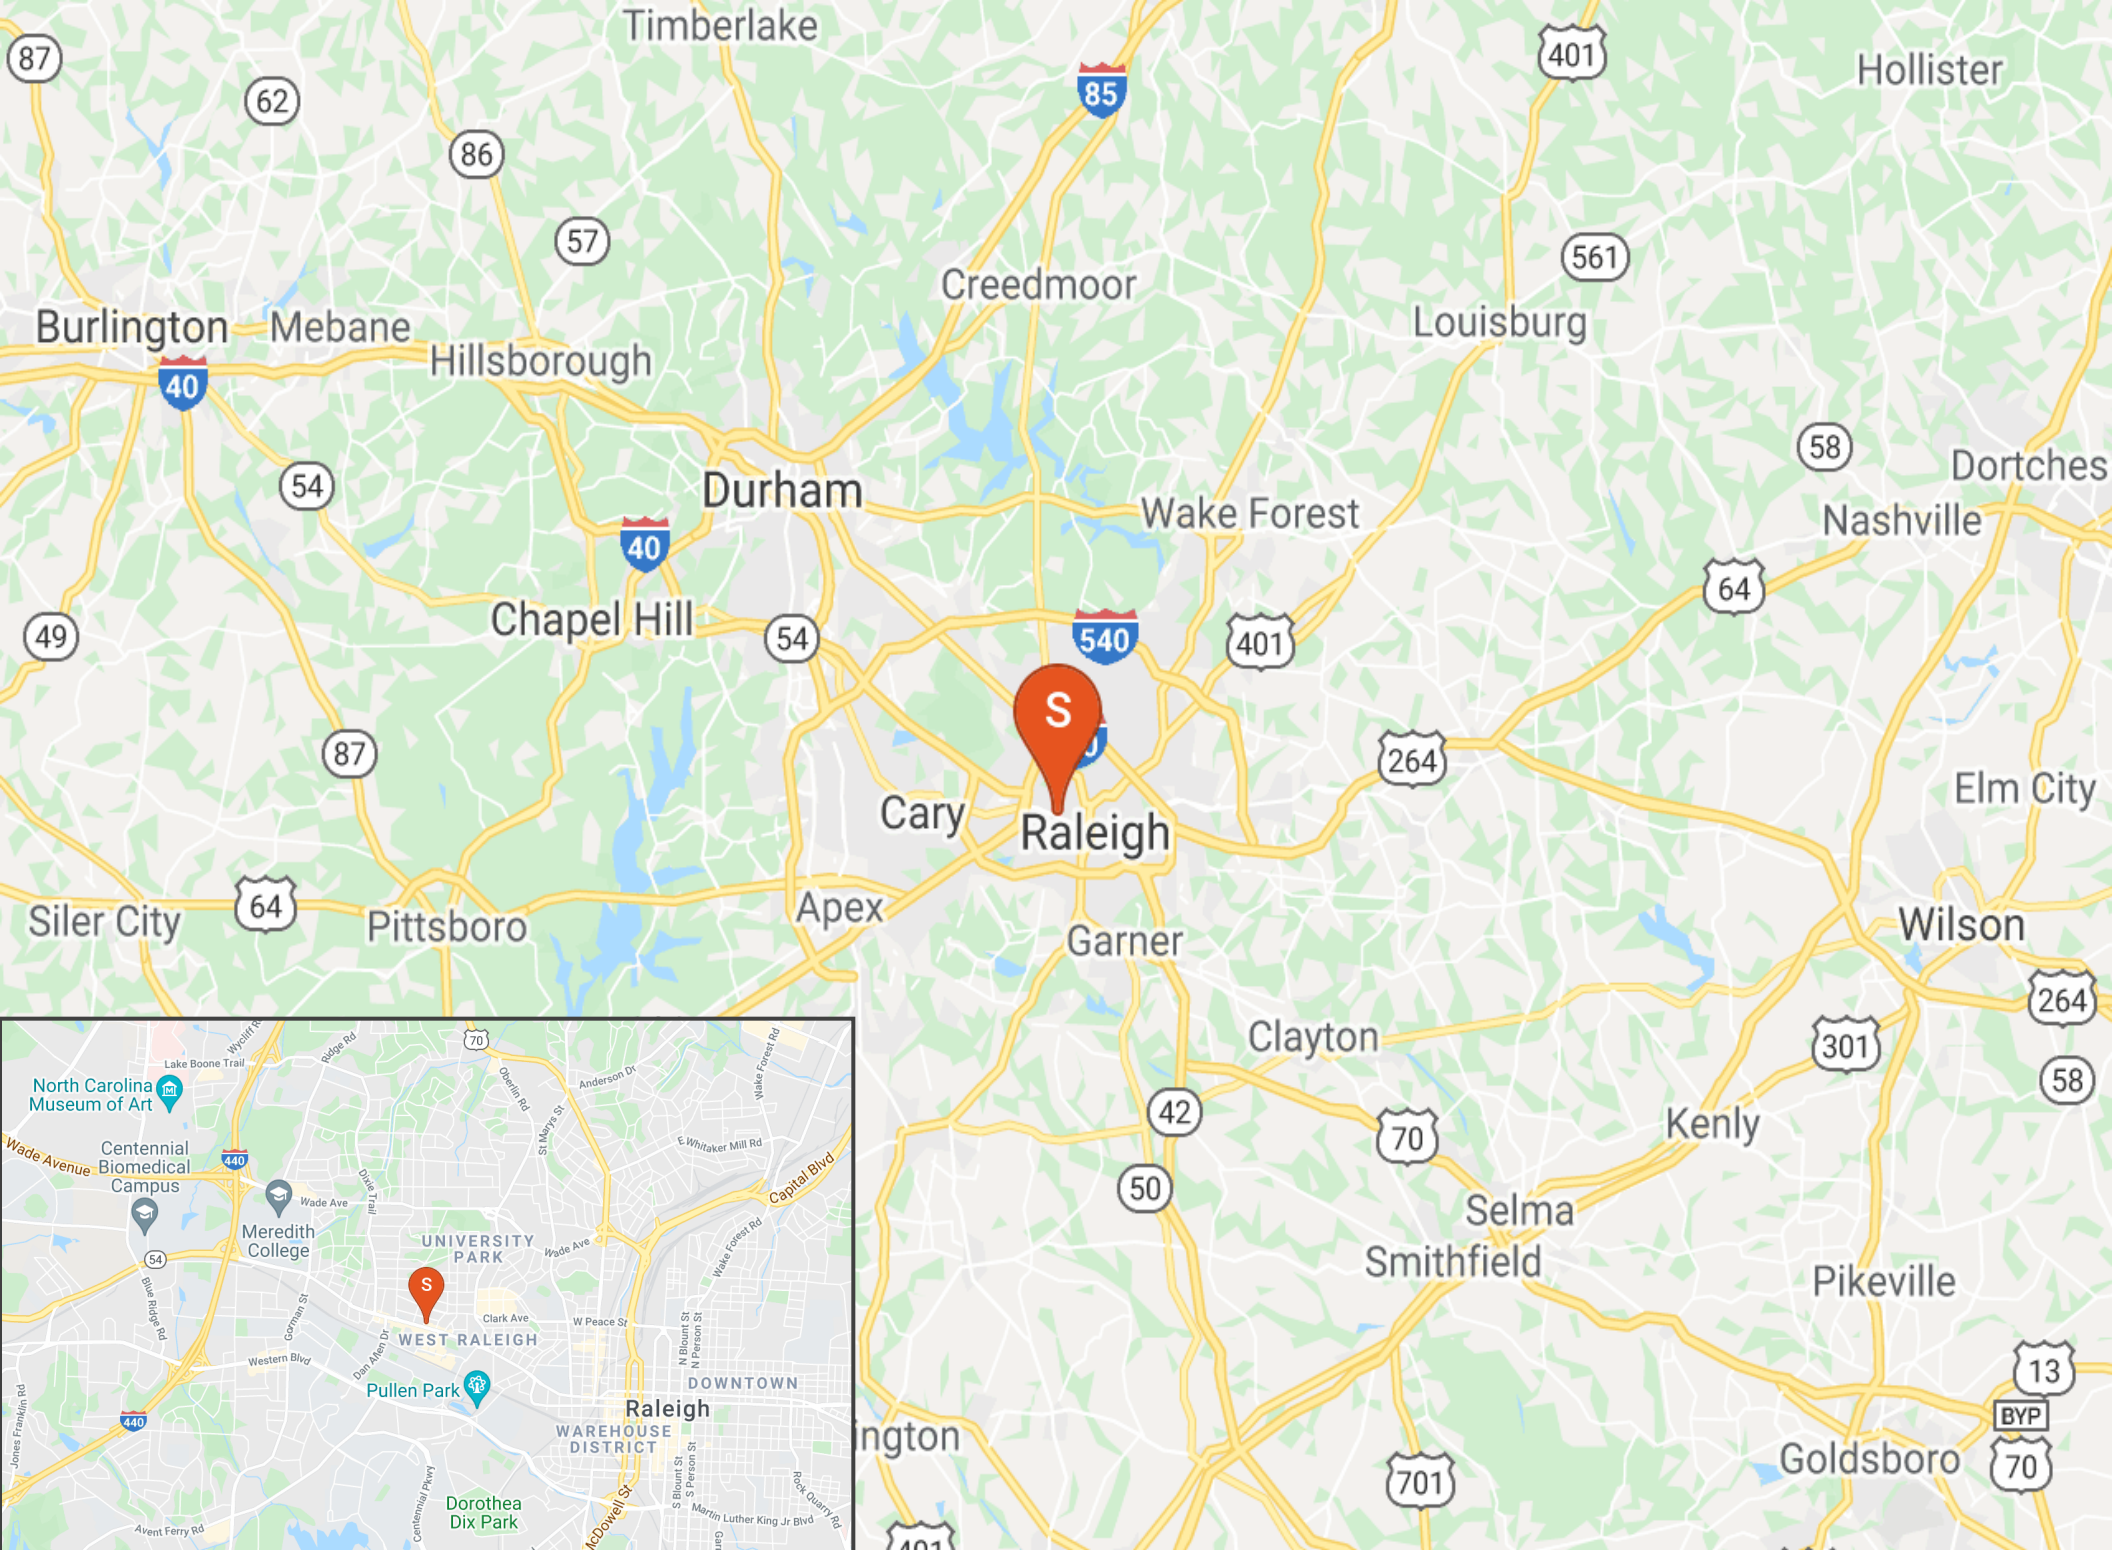 Timberlake
87
62
86
85
401
Hollister
57
561
Creedmoor
Louisburg
Burlington
Mebane
Hillsborough
40
58
Dortches
54
Durham
Wake Forest
Nashville
40
64
Chapel Hill
49
54
540
401
S
87
0
264
Elm City
Cary
Raleigh
Siler City
64
Pittsboro
Apex
Garner
Wilson
264
Clayton
301
58
42
70
Kenly
50
Selma
Smithfield
Pikeville
13
BYP
70
ington
Goldsboro
701
401
70
Wycliff R
Ridge Rd
Lake Boone Trail
North Carolina
Museum of Art
Oberlin Rd
Anderson Dr
Wake Forest Rd
St Marys St
E Whitaker Mill Rd
Wade Avenue
Centennial
Biomedical
Campus
440
Capital Blvd
Dixie Trail
Wade Ave
Meredith
College
UNIVERSITY
PARK
Wade Ave
Wake Forest Rd
54
Blue Ridge Rd
S
Gorman St
Clark Ave
W Peace St
WEST RALEIGH
N Blount St
N Person St
Dan Allen Dr
Western Blvd
Pullen Park
DOWNTOWN
Jones Franklin Rd
440
Raleigh
WAREHOUSE
DISTRICT
S Blount St
S Person St
Centennial Pkwy
Dorothea
Dix Park
McDowell St
Rock Quarry Rd
Martin Luther King Jr Blvd
Avent Ferry Rd
Gar